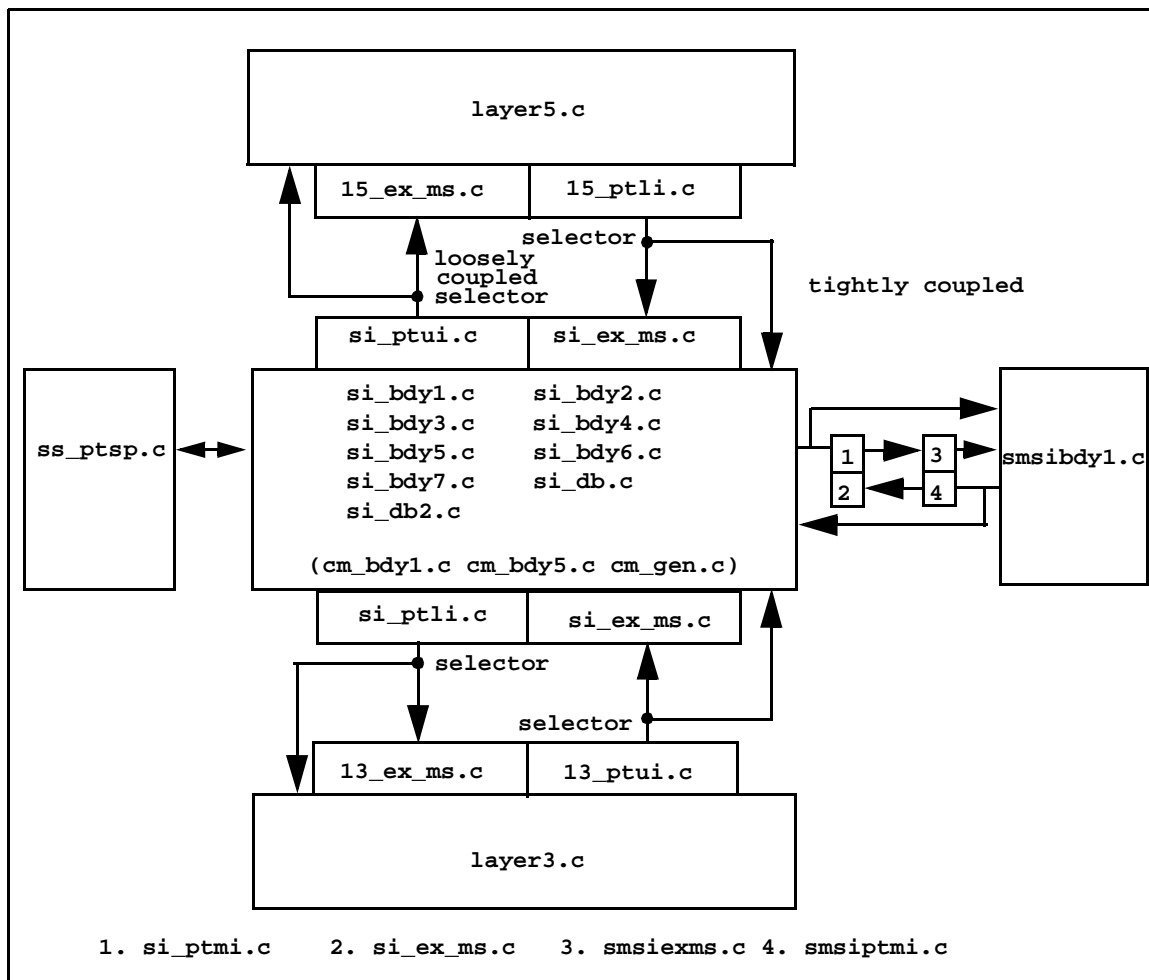 layer5.c
15_ex_ms.c 15_ptli.c
selector
loosely
coupled
selector
tightly coupled
si_ptui.c si_ex_ms.c
ss_ptsp.c
si_bdy1.c si_bdy2.c
si_bdy3.c si_bdy4.c
si_bdy5.c si_bdy6.c
si_bdy7.c si_db.c
si_db2.c
(cm_bdy1.c cm_bdy5.c cm_gen.c)
1 3
2 4
smsibdy1.c
si_ptli.c si_ex_ms.c
selector
selector
13_ex_ms.c 13_ptui.c
layer3.c
1. si_ptmi.c 2. si_ex_ms.c 3. smsiexms.c 4. smsiptmi.c